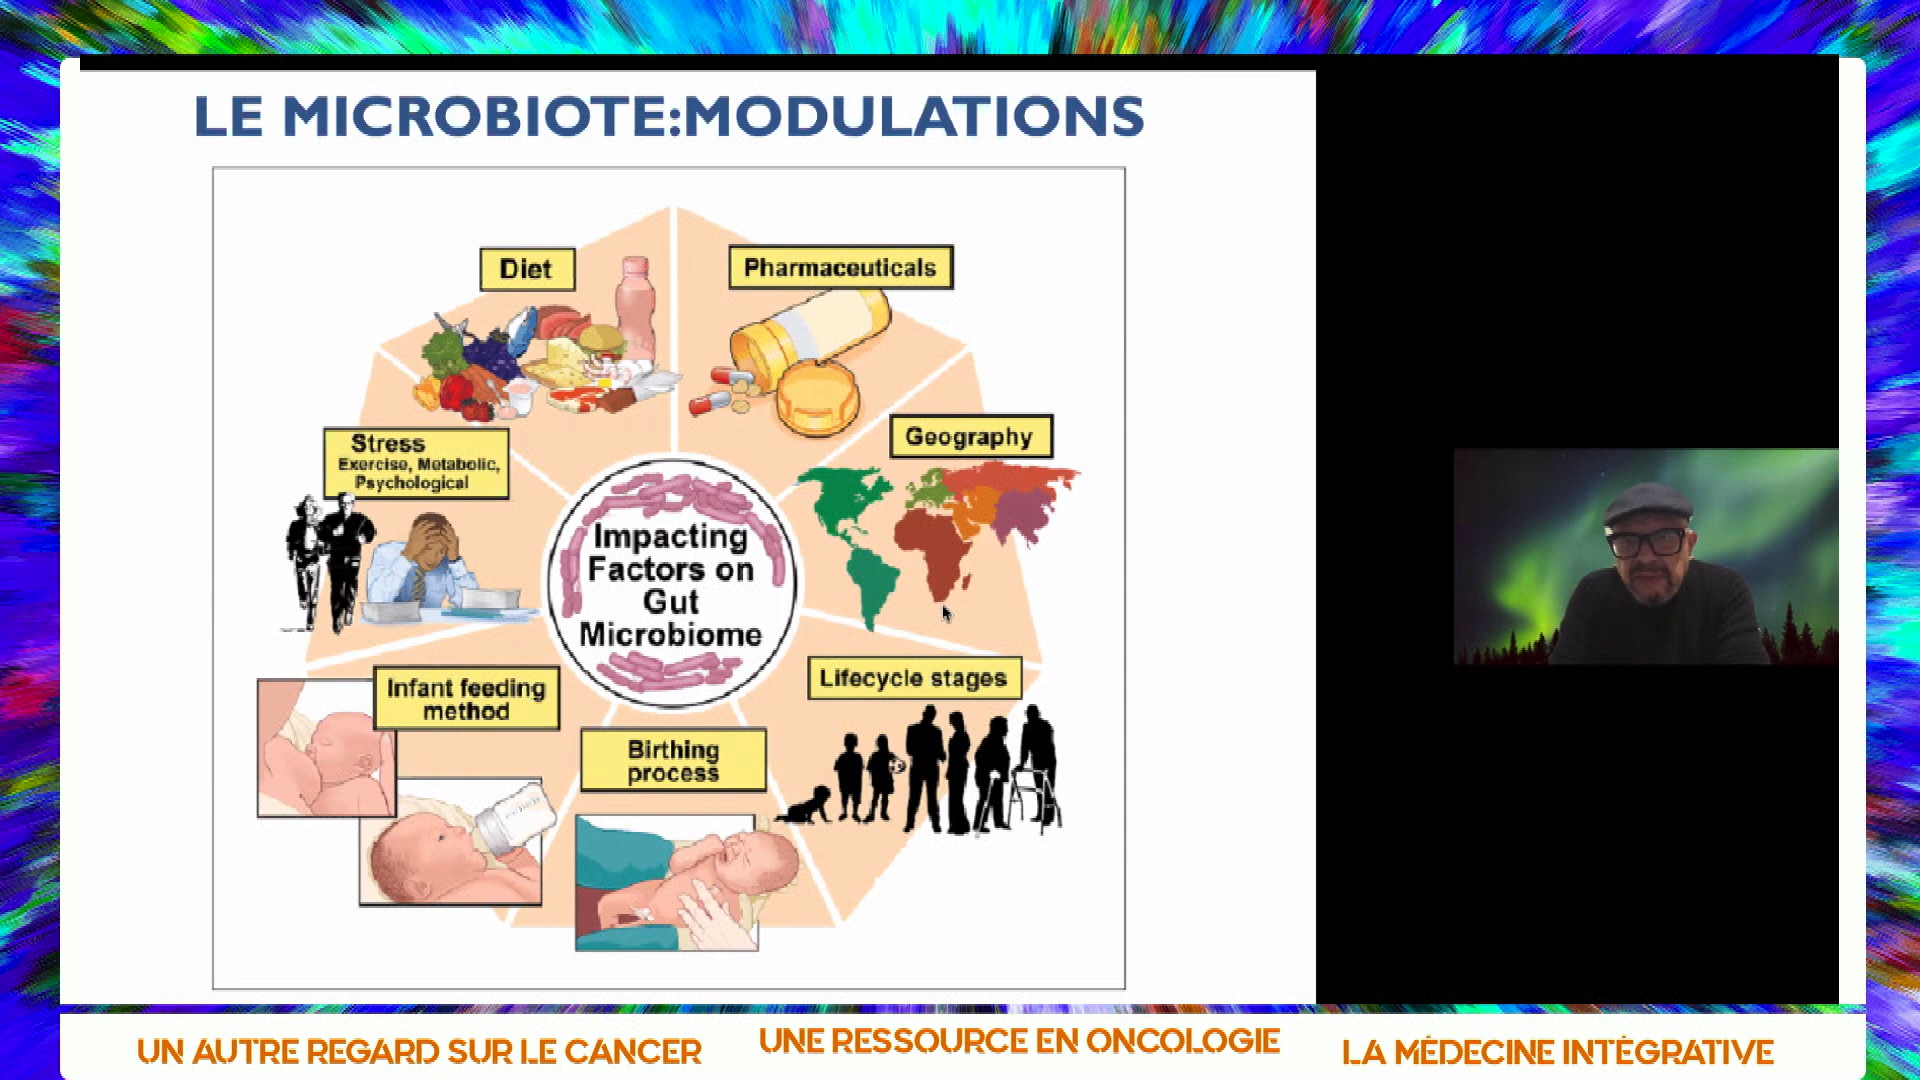 LE MICROBIOTE:MODULATIONS
Diet
Pharmaceuticals
Stress
Exercise, Metabolic,
Psychological
Geography
Impacting
Factors on
Gut
Microbiome
Infant feeding
method
Lifecycle stages
Birthing
process
UN AUTRE REGARD SUR LE CANCER
UNE RESSOURCE EN ONCOLOGIE
LA MÉDECINE INTÉGRATIVE